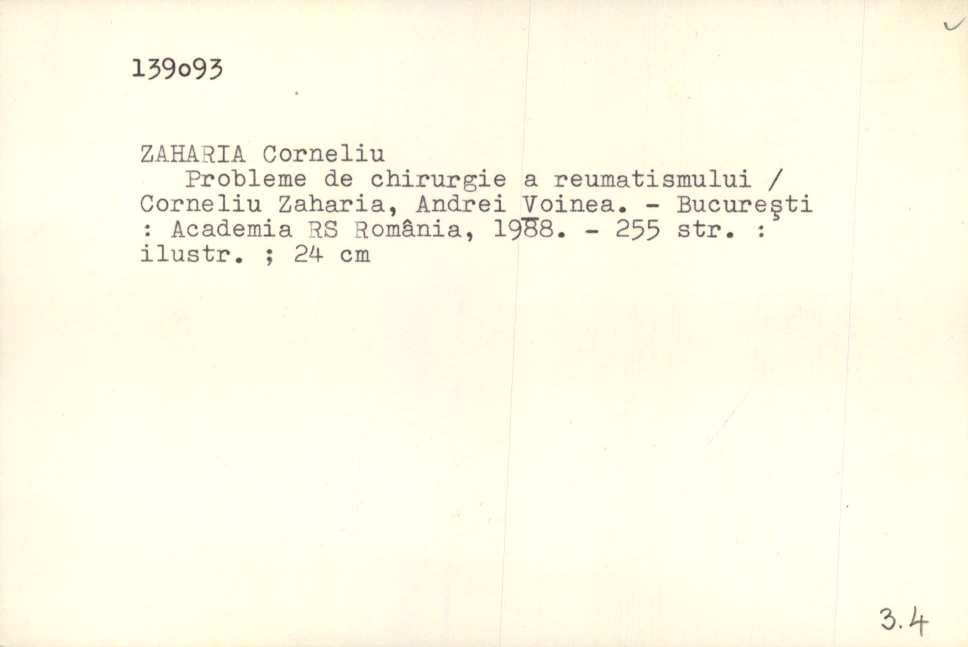 139o93
ZAHARIA Corneliu
Probleme de chirurgie a reumatismului /
Corneliu Zaharia, Andrei Voinea. - Bucureşti
: Academia RS România, 1988. - 255 str. :
ilustr. ; 24 cm
3.4